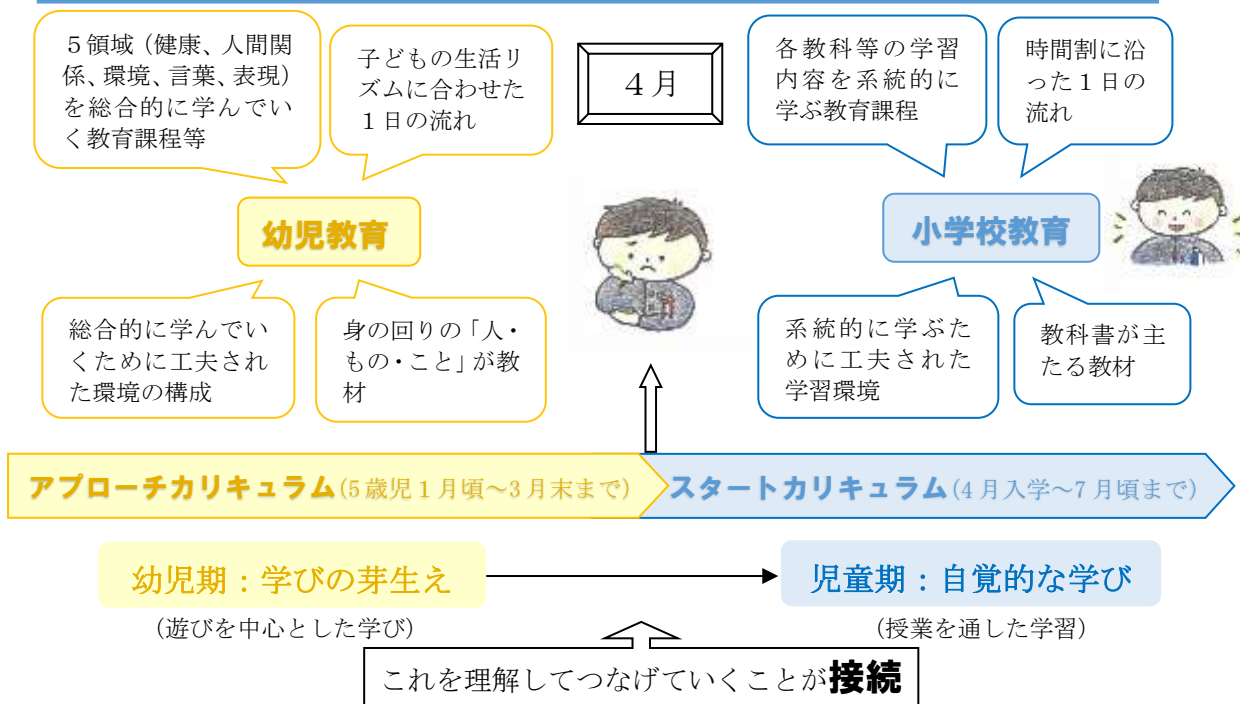 ５領域（健康、人間関
係、環境、言葉、表現）
を総合的に学んでい
く教育課程等
子どもの生活リ
ズムに合わせた
１日の流れ
４月
各教科等の学習
内容を系統的に
学ぶ教育課程
時間割に沿
った１日の
流れ
幼児教育
小学校教育
総合的に学んでい
くために工夫され
た環境の構成
身の回りの「人・
もの・こと」が教
材
系統的に学ぶた
めに工夫された
学習環境
教科書が主
たる教材
アプローチカリキュラム(5歳児１月頃～3月末まで)
スタートカリキュラム(4月入学～7月頃まで)
幼児期：学びの芽生え
児童期：自覚的な学び
(遊びを中心とした学び)
(授業を通した学習)
これを理解してつなげていくことが接続